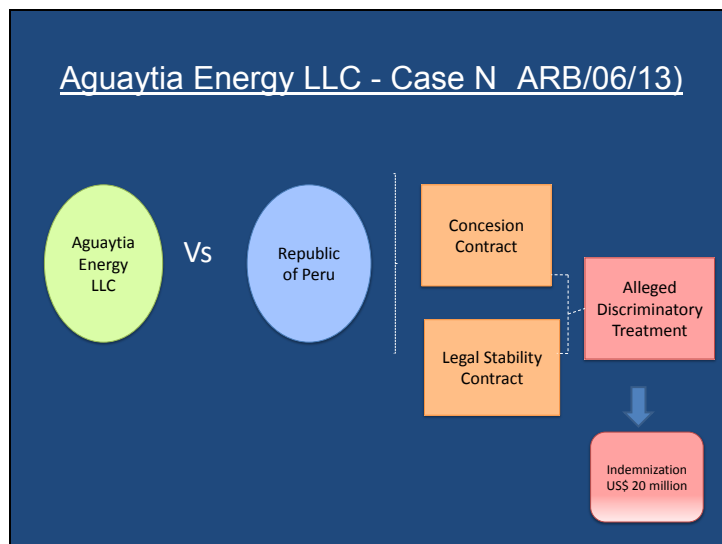 Aguaytia Energy LLC - Case N ARB/06/13)
Aguaytia
Energy
LLC
Vs
Republic
of Peru
Concesion
Contract
Legal Stability
Contract
Alleged
Discriminatory
Treatment
Indemnization
US$ 20 million